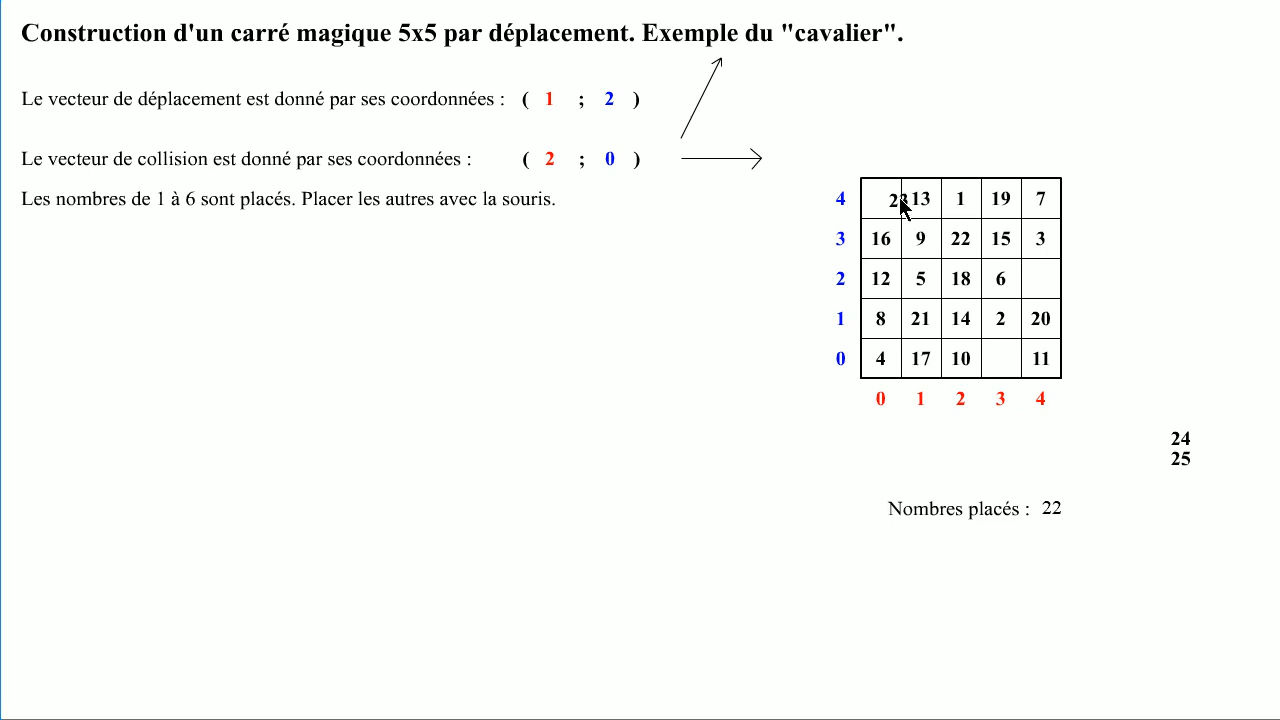 Construction d'un carré magique 5x5 par déplacement. Exemple du "cavalier".
Le vecteur de déplacement est donné par ses coordonnées : ( 1 ; 2 )
Le vecteur de collision est donné par ses coordonnées : ( 2 ; 0 )
Les nombres de 1 à 6 sont placés. Placer les autres avec la souris.
4 23 13 1 19 7
3 16 9 22 15 3
2 12 5 18 6
1 8 21 14 2 20
0 4 17 10 11
0 1 2 3 4
24
25
Nombres placés : 22